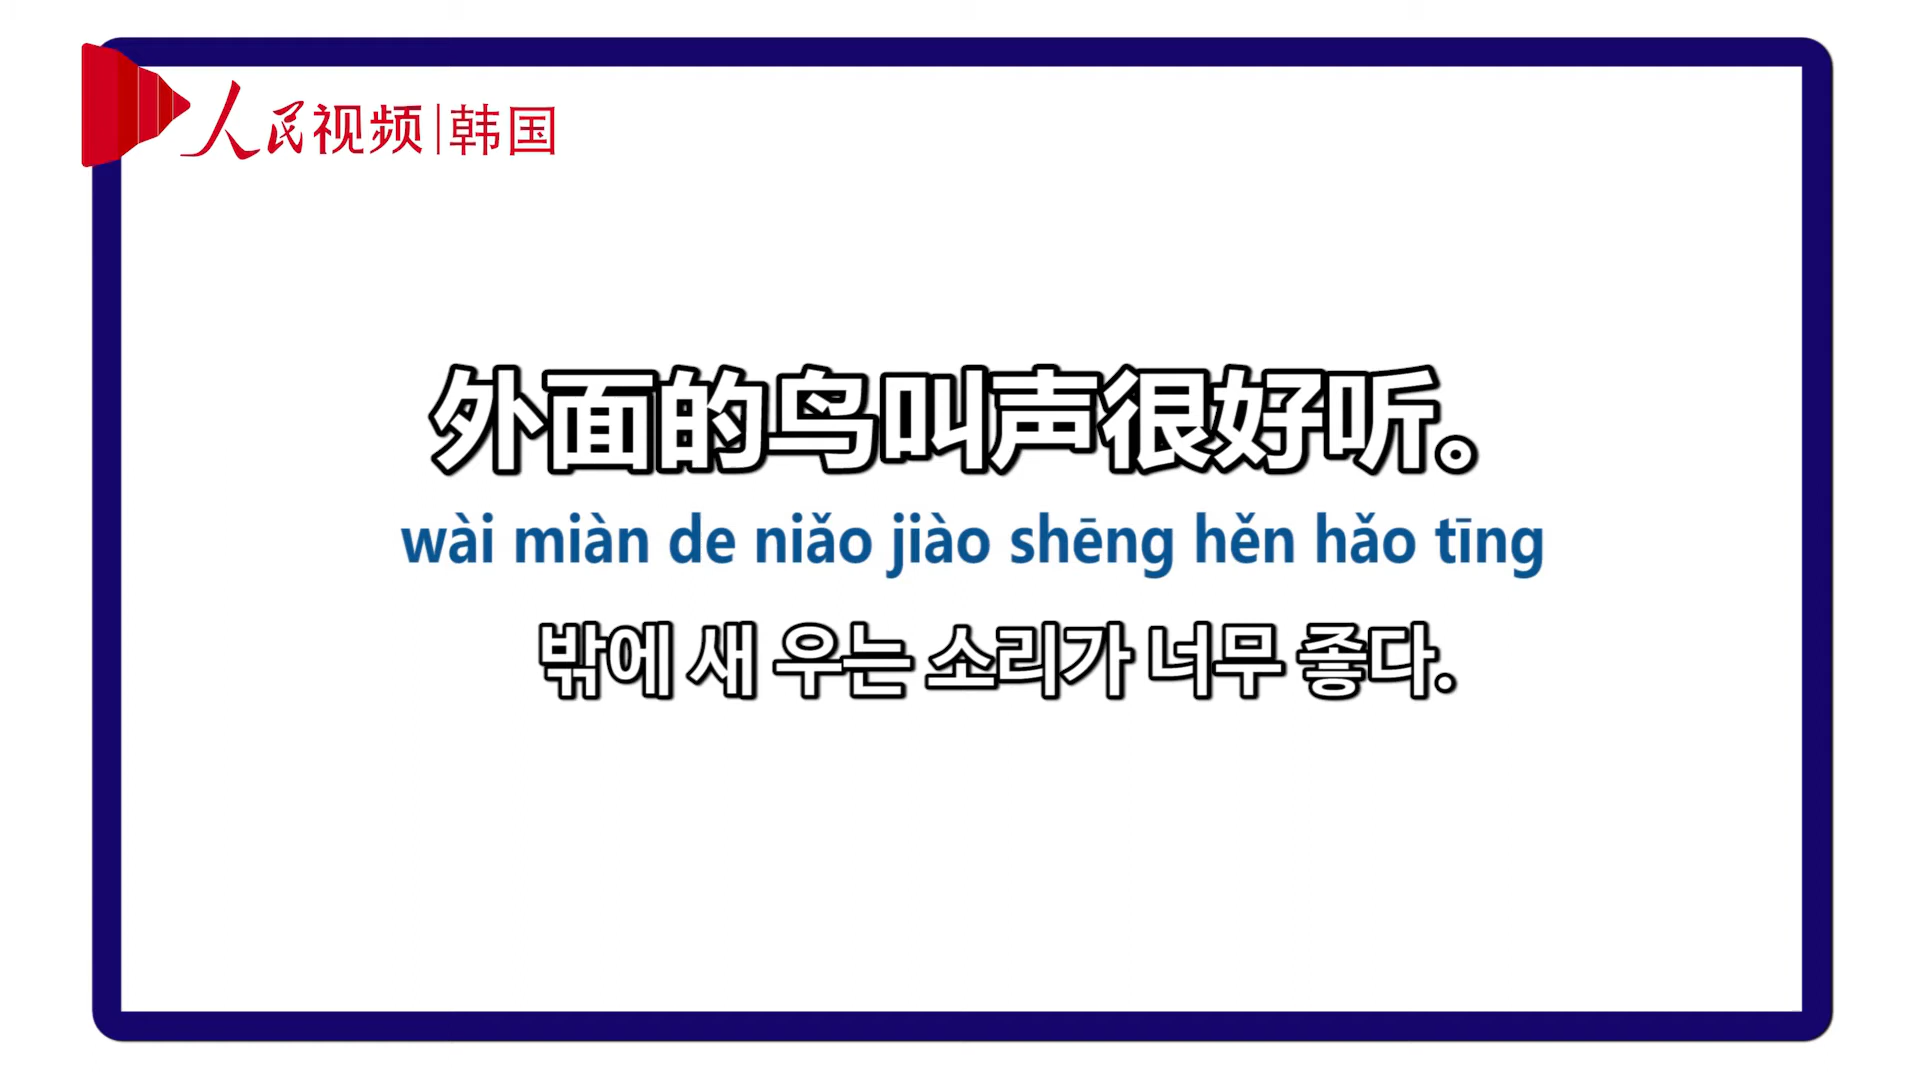 人民视频|韩国
外面的鸟叫声很好听。
wài miàn de niǎo jiào shēng hěn hǎo tīng
밖에 새 우는 소리가 너무 좋다.